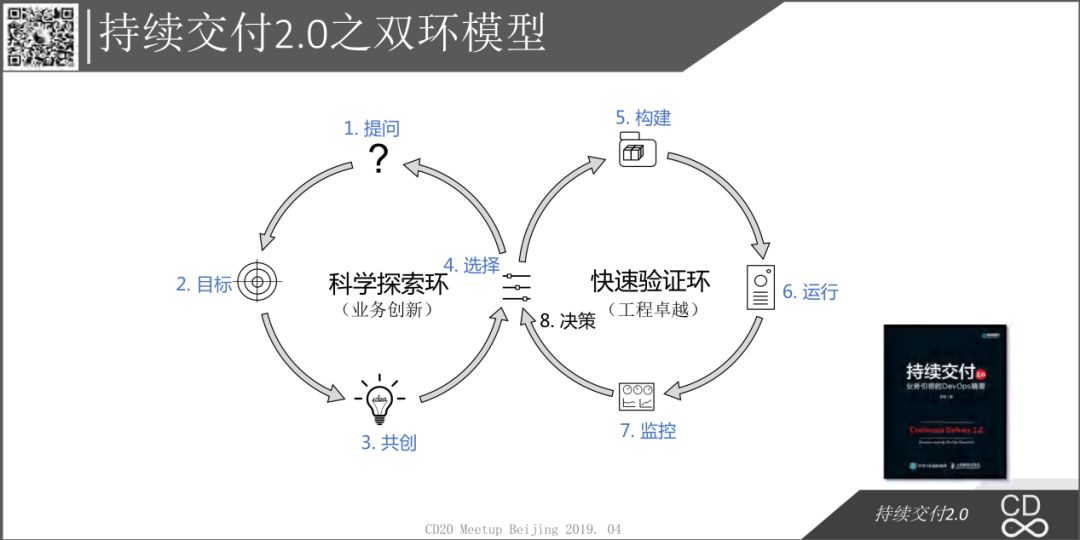 持续交付2.0之双环模型
1. 提问
5. 构建
4. 选择
2. 目标
科学探索环
（业务创新）
快速验证环
（工程卓越）
6. 运行
8. 决策
idea
3. 共创
7. 监控
持续交付2.0
业务引领的DevOps精要
Continuous Delivery 2.0
持续交付2.0
CD
CD20 Meetup Beijing 2019. 04